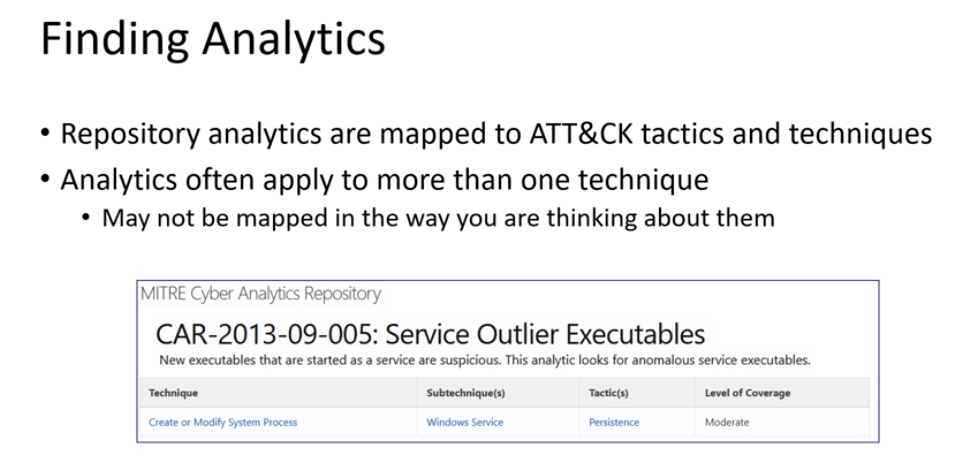 Finding Analytics
• Repository analytics are mapped to ATT&CK tactics and techniques
• Analytics often apply to more than one technique
• May not be mapped in the way you are thinking about them
MITRE Cyber Analytics Repository
CAR-2013-09-005: Service Outlier Executables
New executables that are started as a service are suspicious. This analytic looks for anomalous service executables.
Technique Subtechnique(s) Tactic(s) Level of Coverage
Create or Modify System Process Windows Service Persistence Moderate